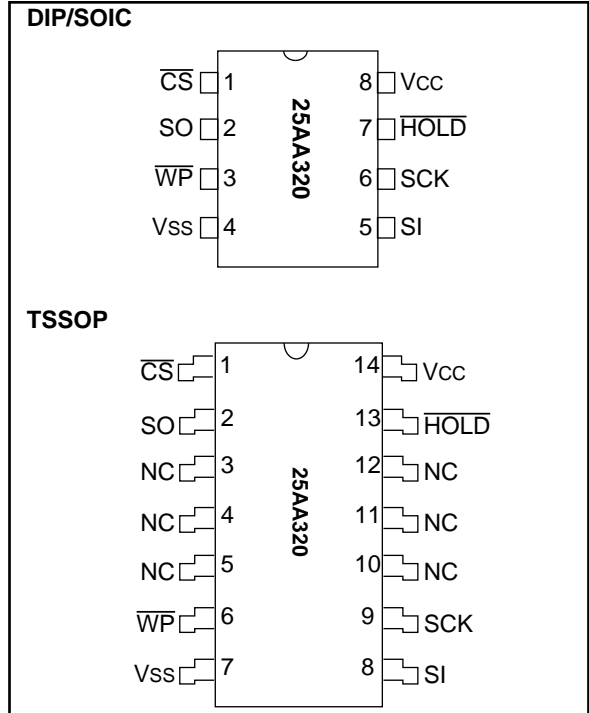 DIP/SOIC
CS 1 8 VCC
SO 2 7 HOLD
WP 3 6 SCK
VSS 4 5 SI
25AA320
TSSOP
CS 1 14 VCC
SO 2 13 HOLD
NC 3 12 NC
NC 4 11 NC
NC 5 10 NC
WP 6 9 SCK
VSS 7 8 SI
25AA320